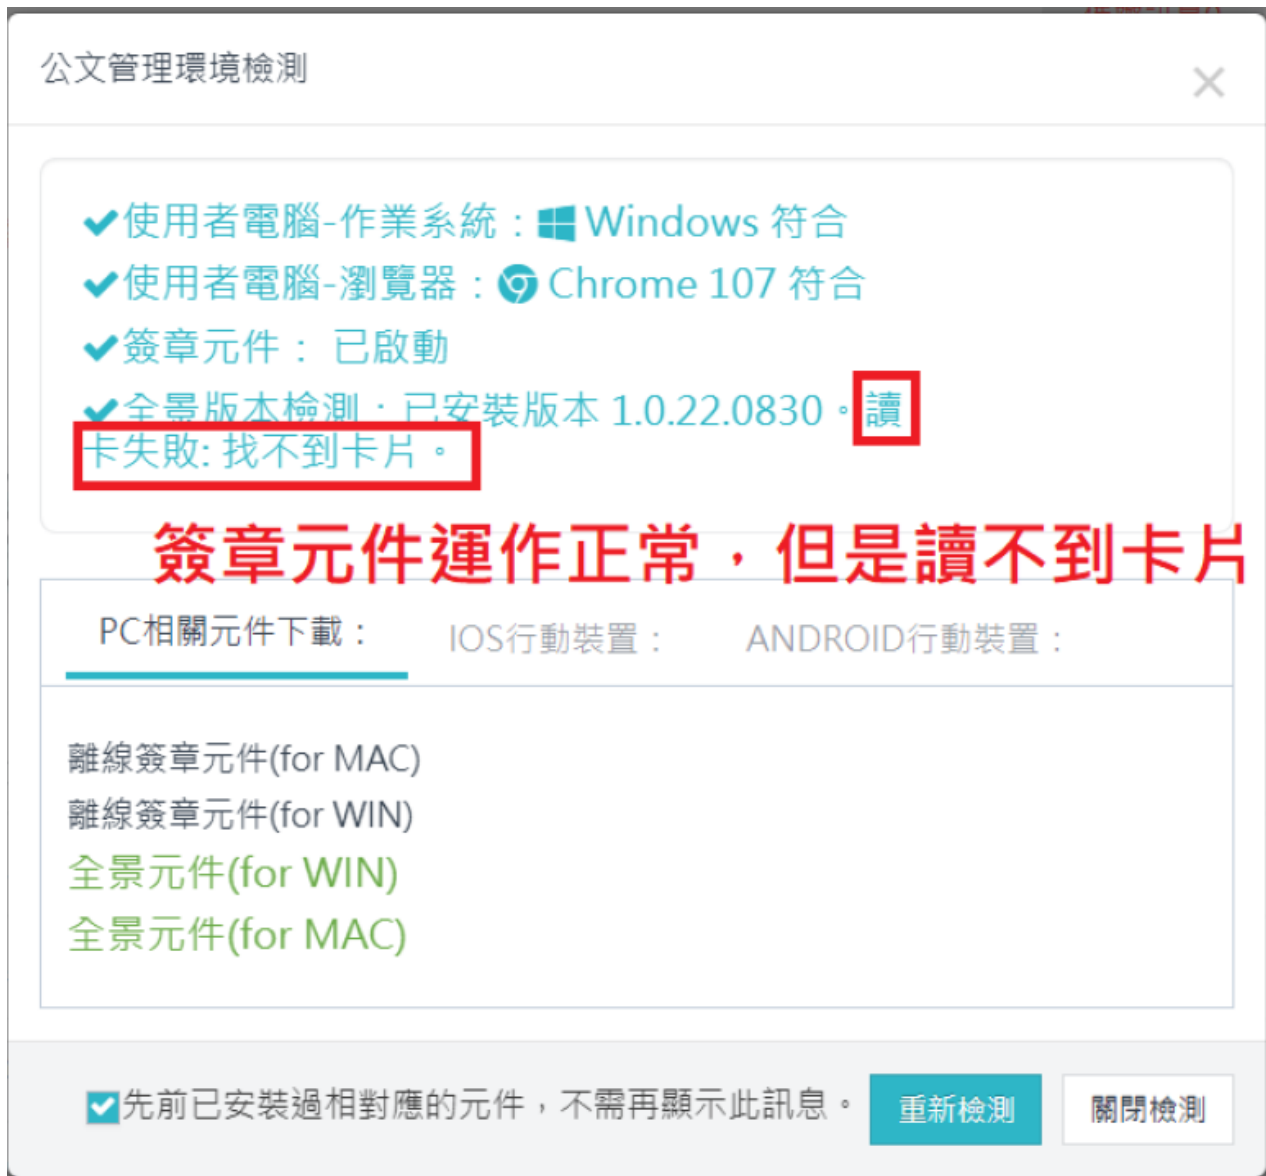 公文管理環境檢測
使用者電腦-作業系統：Windows 符合
使用者電腦-瀏覽器：Chrome 107 符合
簽章元件： 已啟動
全景版本檢測：已安裝版本 1.0.22.0830。讀
卡失敗: 找不到卡片。
簽章元件運作正常，但是讀不到卡片
PC相關元件下載：
IOS行動裝置：
ANDROID行動裝置：
離線簽章元件(for MAC)
離線簽章元件(for WIN)
全景元件(for WIN)
全景元件(for MAC)
先前已安裝過相對應的元件，不需再顯示此訊息。
重新檢測
關閉檢測